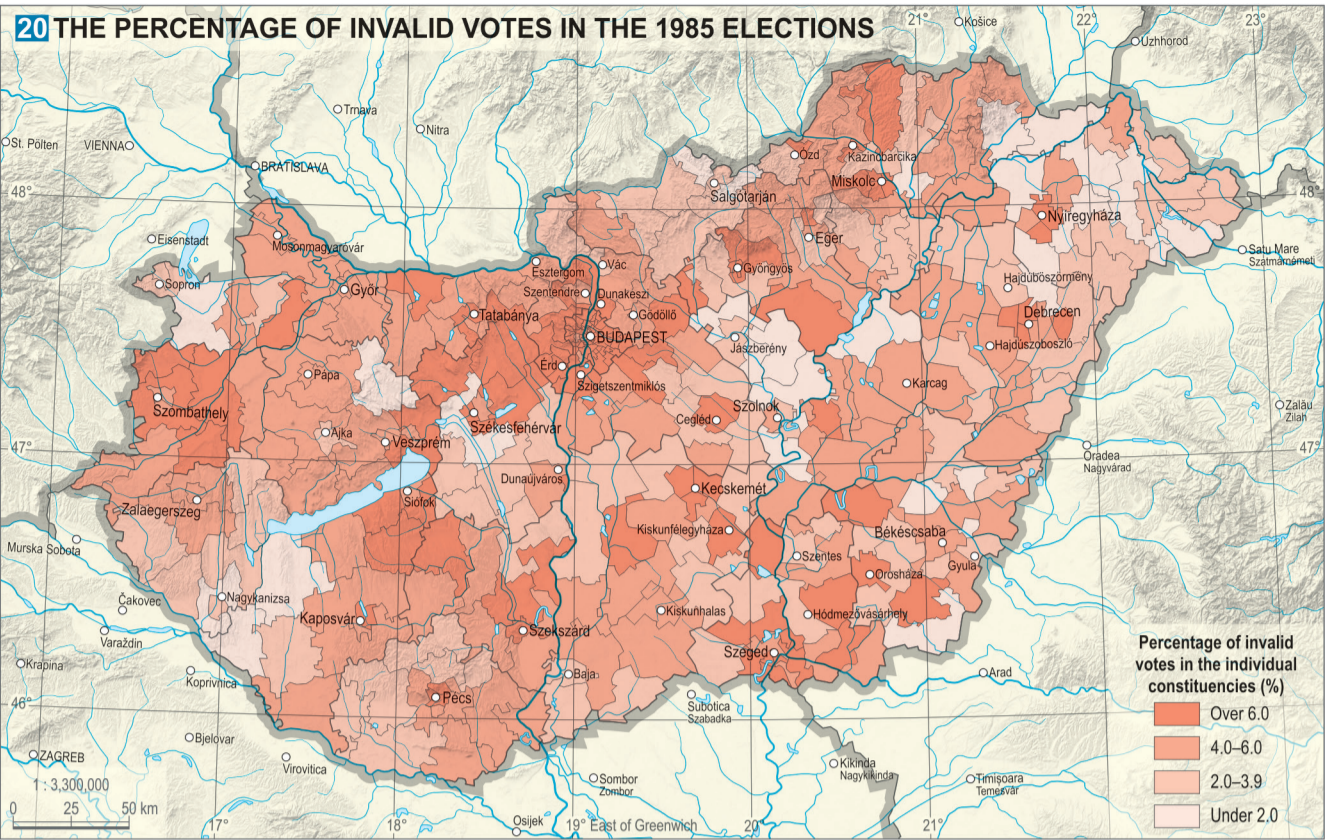 20 THE PERCENTAGE OF INVALID VOTES IN THE 1985 ELECTIONS
21°
Košice
22°
23°
Uzhhorod
Trnava
Nitra
St. Pölten
VIENNA
BRATISLAVA
Ózd
Kazincbarcika
Miskolc
48°
Salgótarján
48°
Nyíregyháza
Eisenstadt
Mosonmagyaróvár
Eger
Satu Mare
Szatmárnémeti
Sopron
Esztergom
Vác
Gyöngyös
Hajdúböszörmény
Győr
Szentendre
Dunakeszi
Tatabánya
Gödöllő
Debrecen
BUDAPEST
Jászberény
Hajdúszoboszló
Érd
Pápa
Szigetszentmiklós
Karcag
Szombathely
Szolnok
Zalău
Zilah
Cegléd
Székesfehérvár
Ajka
Veszprém
47°
47°
Oradea
Nagyvárad
Dunaújváros
Kecskemét
Siófok
Zalaegerszeg
Kiskunfélegyháza
Békéscsaba
Murska Sobota
Szentes
Gyula
Orosháza
Nagykanizsa
Čakovec
Kiskunhalas
Hódmezővásárhely
Kaposvár
Szekszárd
Varaždin
Szeged
Krapina
Koprivnica
Baja
Arad
Pécs
Subotica
Szabadka
46°
Bjelovar
ZAGREB
Virovitica
Kikinda
Nagykikinda
Sombor
Zombor
Timișoara
Temesvár
Percentage of invalid
votes in the individual
constituencies (%)
Over 6.0
4.0–6.0
2.0–3.9
Under 2.0
1 : 3,300,000
0 25 50 km
17°
18°
Osijek
19° East of Greenwich
20°
21°